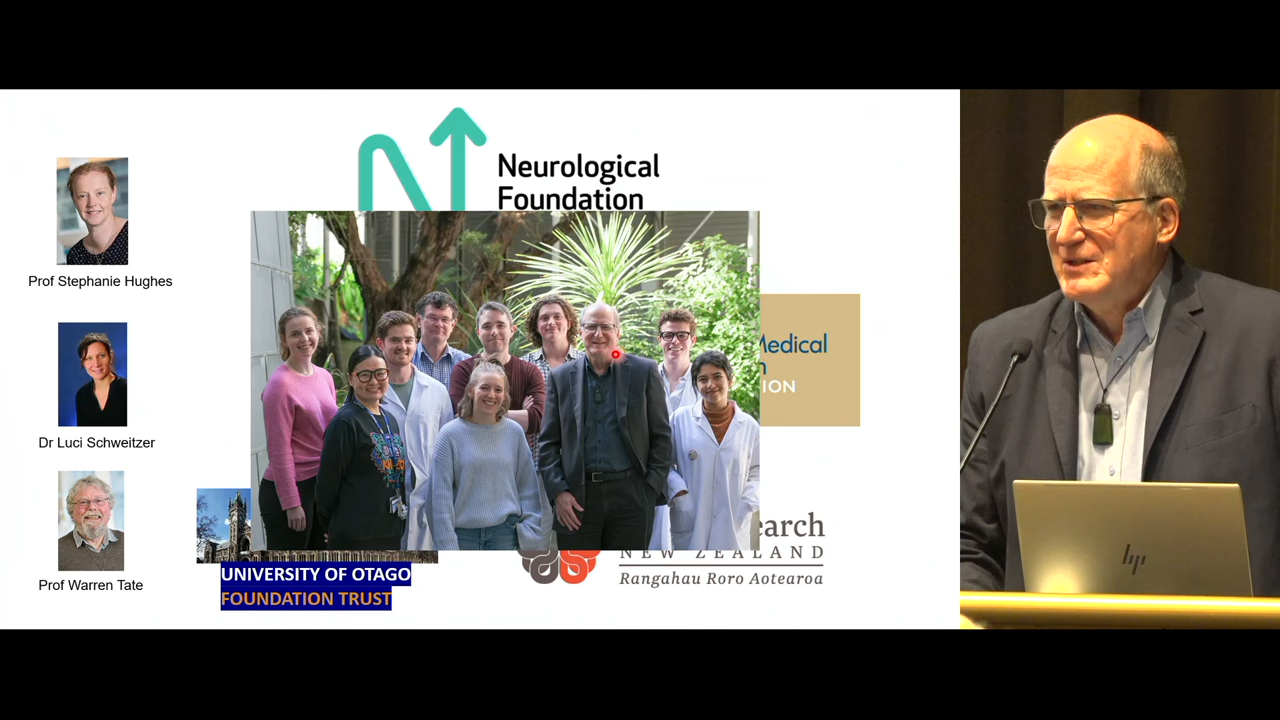 Neurological
Foundation
Prof Stephanie Hughes
Medical
ION
Dr Luci Schweitzer
earch
NEW ZEALAND
Rangahau Roro Aotearoa
Prof Warren Tate
UNIVERSITY OF OTAGO
FOUNDATION TRUST
hp